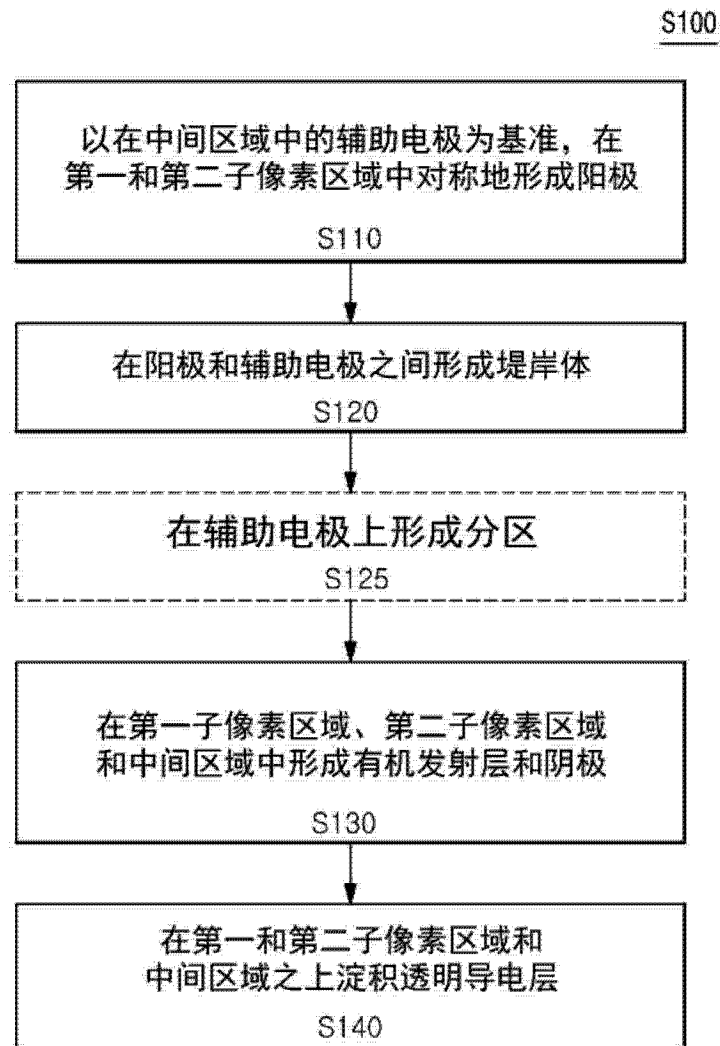 S100
以在中间区域中的辅助电极为基准，在
第一和第二子像素区域中对称地形成阳极
S110
在阳极和辅助电极之间形成堤岸体
S120
在辅助电极上形成分区
S125
在第一子像素区域、第二子像素区域
和中间区域中形成有机发射层和阴极
S130
在第一和第二子像素区域和
中间区域之上淀积透明导电层
S140